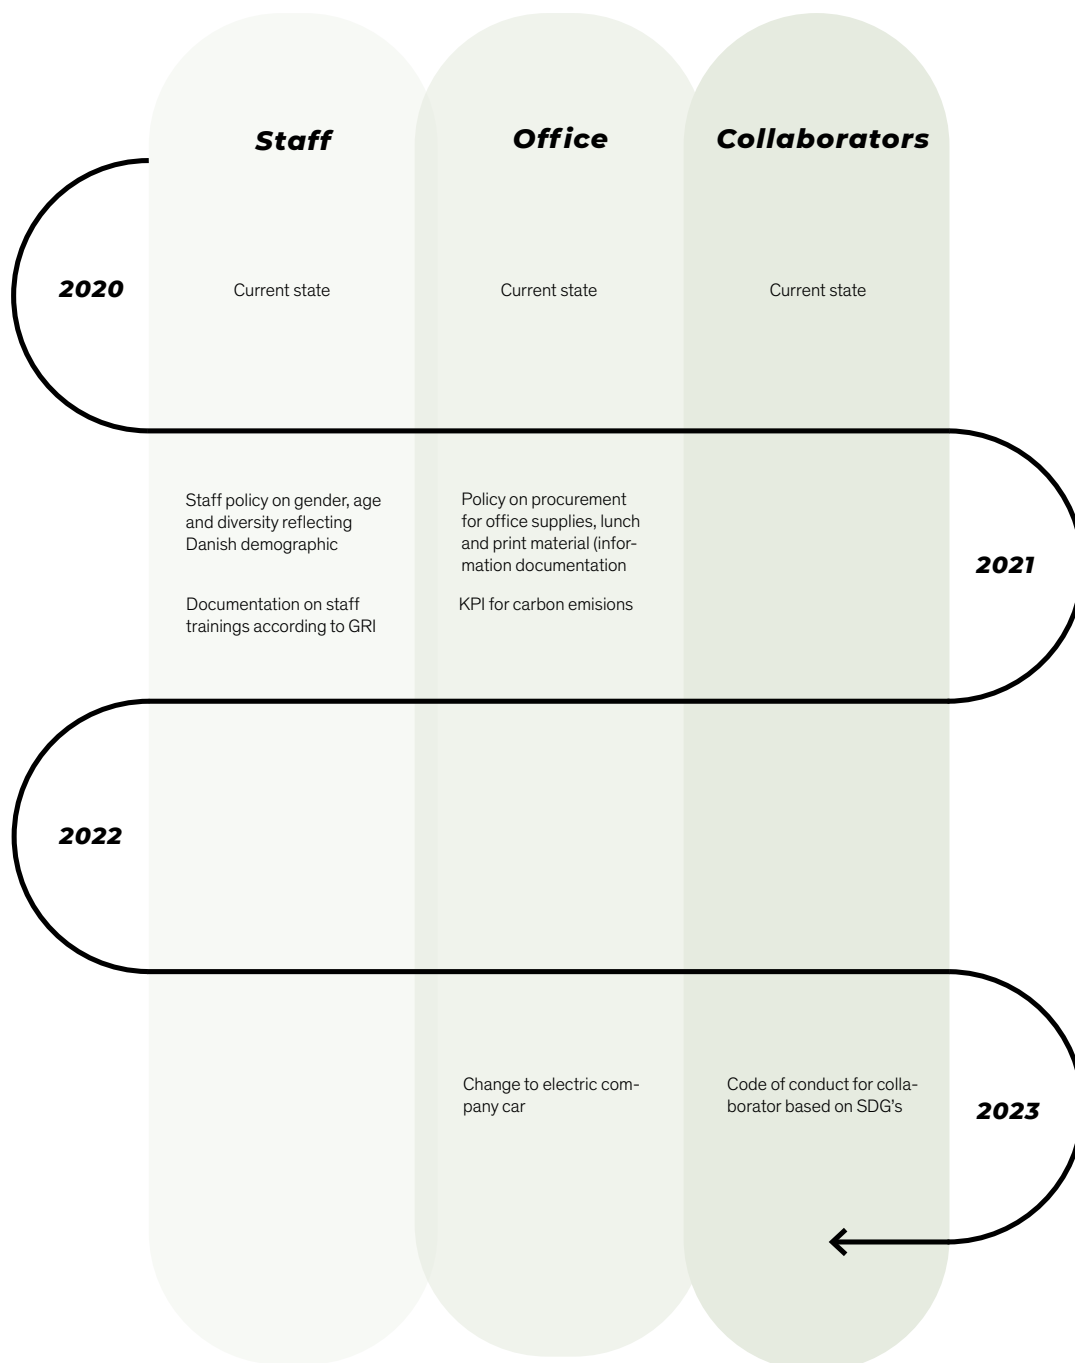 Staff
Office
Collaborators
2020
Current state
Current state
Current state
Staff policy on gender, age
and diversity reflecting
Danish demographic
Documentation on staff
trainings according to GRI
Policy on procurement
for office supplies, lunch
and print material (infor-
mation documentation
KPI for carbon emisions
2021
2022
Change to electric com-
pany car
Code of conduct for colla-
borator based on SDG’s
2023